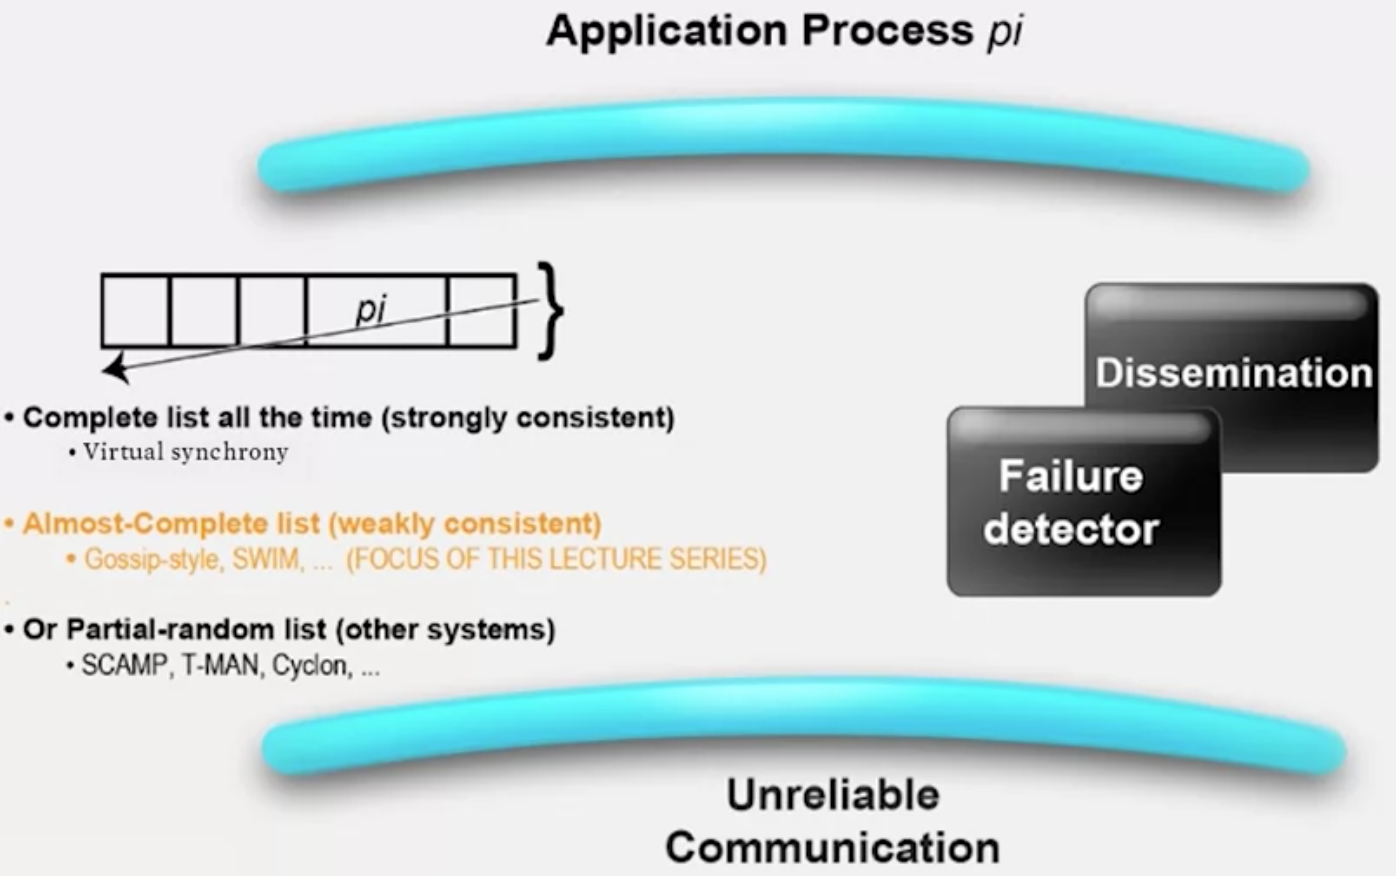 Application Process pi
pi
}
• Complete list all the time (strongly consistent)
• Virtual synchrony
• Almost-Complete list (weakly consistent)
• Gossip-style, SWIM, ... (FOCUS OF THIS LECTURE SERIES)
• Or Partial-random list (other systems)
• SCAMP, T-MAN, Cyclon, ...
Dissemination
Failure
detector
Unreliable
Communication